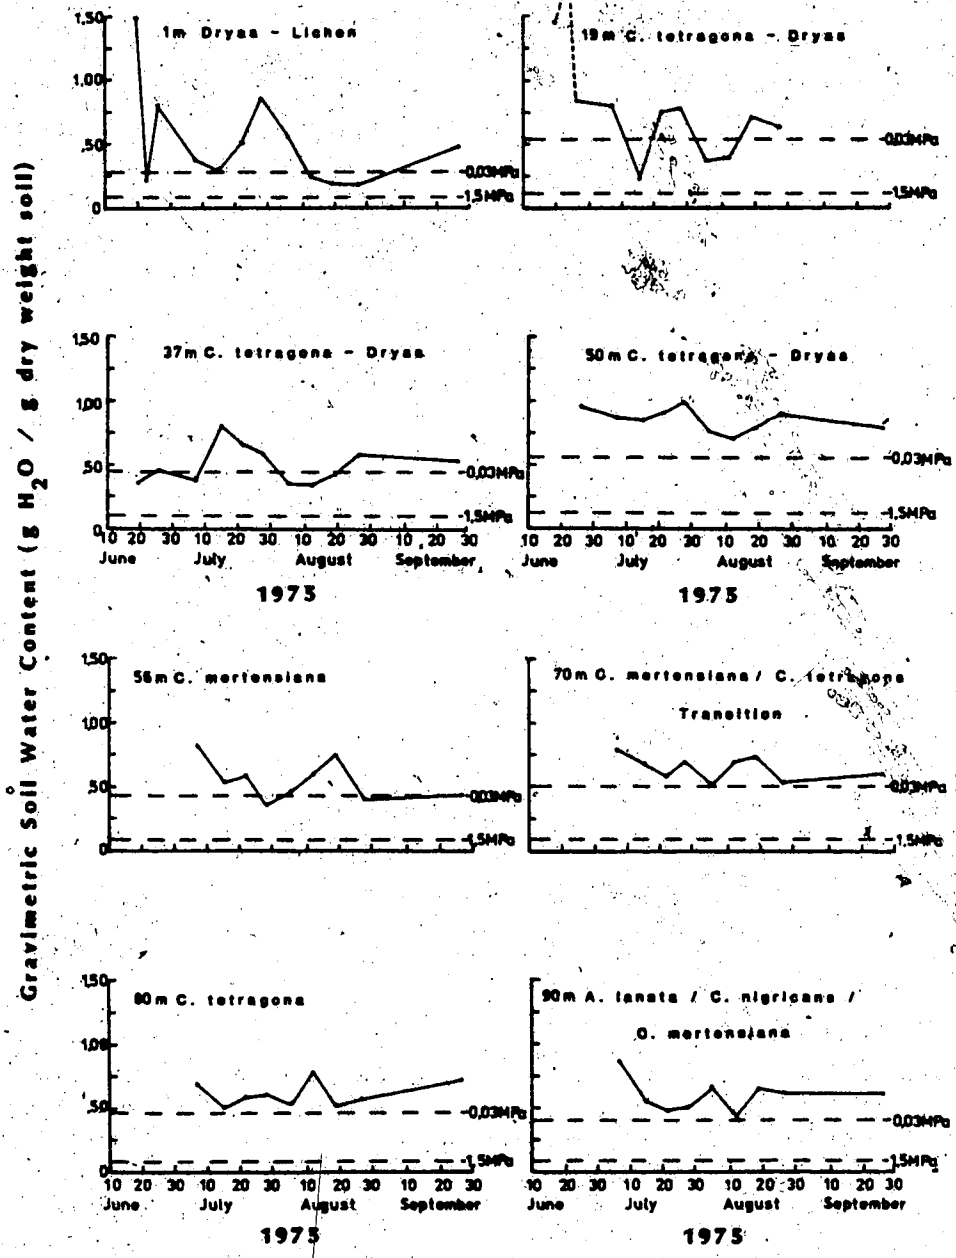 Gravimetric Soil Water Content (g H2O / g dry weight soil)
1m Dryas - Lichen
1,50
1,00
,50
0
0,03MPa
1,5MPa
19m C. tetragona - Dryas
0,03MPa
1,5MPa
37m C. tetragona - Dryas
1,50
1,00
,50
0
0,03MPa
1,5MPa
10 20 30 10 20 30 10 20 10 20 30
June July August September
1975
50m C. tetragona - Dryas
0,03MPa
1,5MPa
10 20 30 10 20 30 10 20 30 10 20 30
June July August September
1975
56m C. mertensiana
1,50
1,00
,50
0
0,03MPa
1,5MPa
70m C. mertensiana / C. tetragona
Transition
0,03MPa
1,5MPa
80m C. tetragona
1,50
1,00
,50
0
0,03MPa
1,5MPa
10 20 30 10 20 30 10 20 30 10 20 30
June July August September
1975
90m A. lanata / C. nigricans /
C. mertensiana
0,03MPa
1,5MPa
10 20 30 10 20 30 10 20 30 10 20 30
June July August September
1975